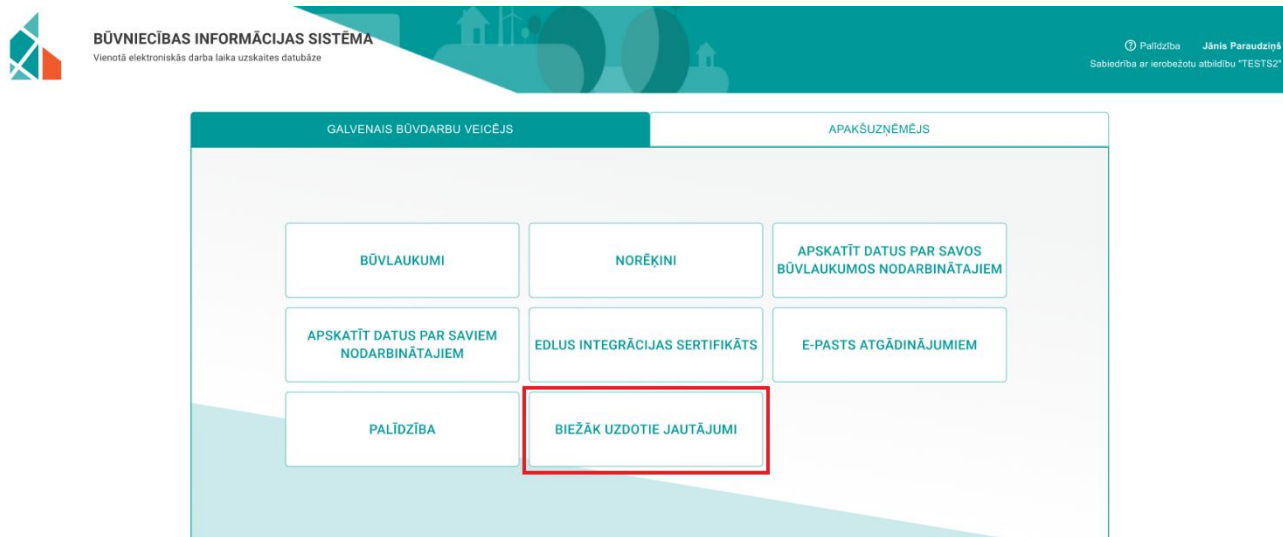 BŪVNIECĪBAS INFORMĀCIJAS SISTĒMA
Vienotā elektroniskās darba laika uzskaites datubāze
Palīdzība Jānis Paraudziņš
Sabiedrība ar ierobežotu atbildību "TESTS2"
GALVENAIS BŪVDARBU VEICĒJS
APAKŠUZŅĒMĒJS
BŪVLAUKUMI
NORĒĶINI
APSKATĪT DATUS PAR SAVOS
BŪVLAUKUMOS NODARBINĀTAJIEM
APSKATĪT DATUS PAR SAVIEM
NODARBINĀTAJIEM
EDLUS INTEGRĀCIJAS SERTIFIKĀTS
E-PASTS ATGĀDINĀJUMIEM
PALĪDZĪBA
BIEŽĀK UZDOTIE JAUTĀJUMI